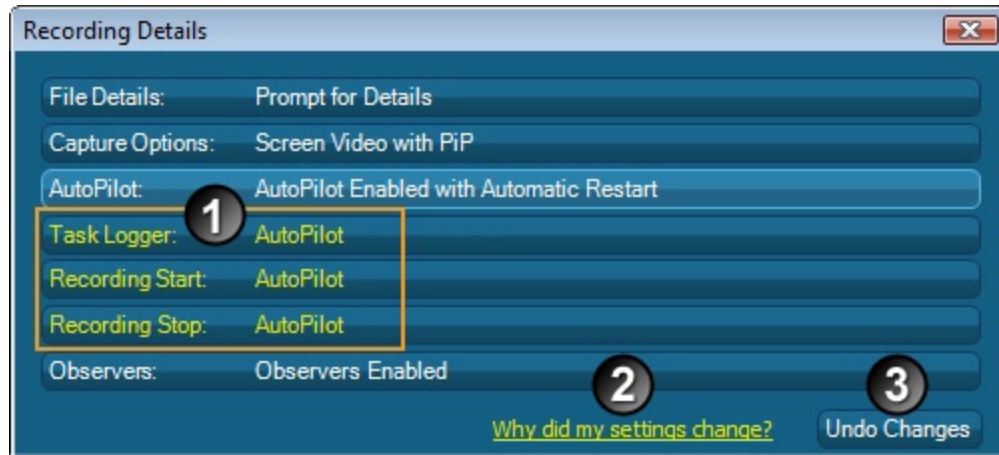 Recording Details
File Details: Prompt for Details
Capture Options: Screen Video with PiP
AutoPilot: AutoPilot Enabled with Automatic Restart
1
Task Logger: AutoPilot
Recording Start: AutoPilot
Recording Stop: AutoPilot
Observers: Observers Enabled
2
3
Why did my settings change? Undo Changes